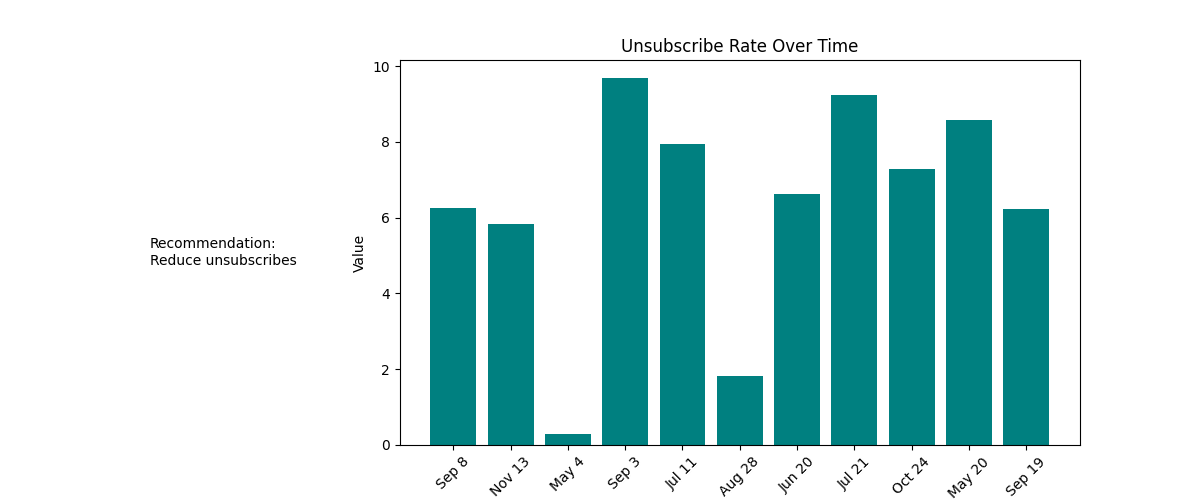 Unsubscribe Rate Over Time
Recommendation:
Reduce unsubscribes
Value
10
8
6
4
2
0
Sep 8
Nov 13
May 4
Sep 3
Jul 11
Aug 28
Jun 20
Jul 21
Oct 24
May 20
Sep 19